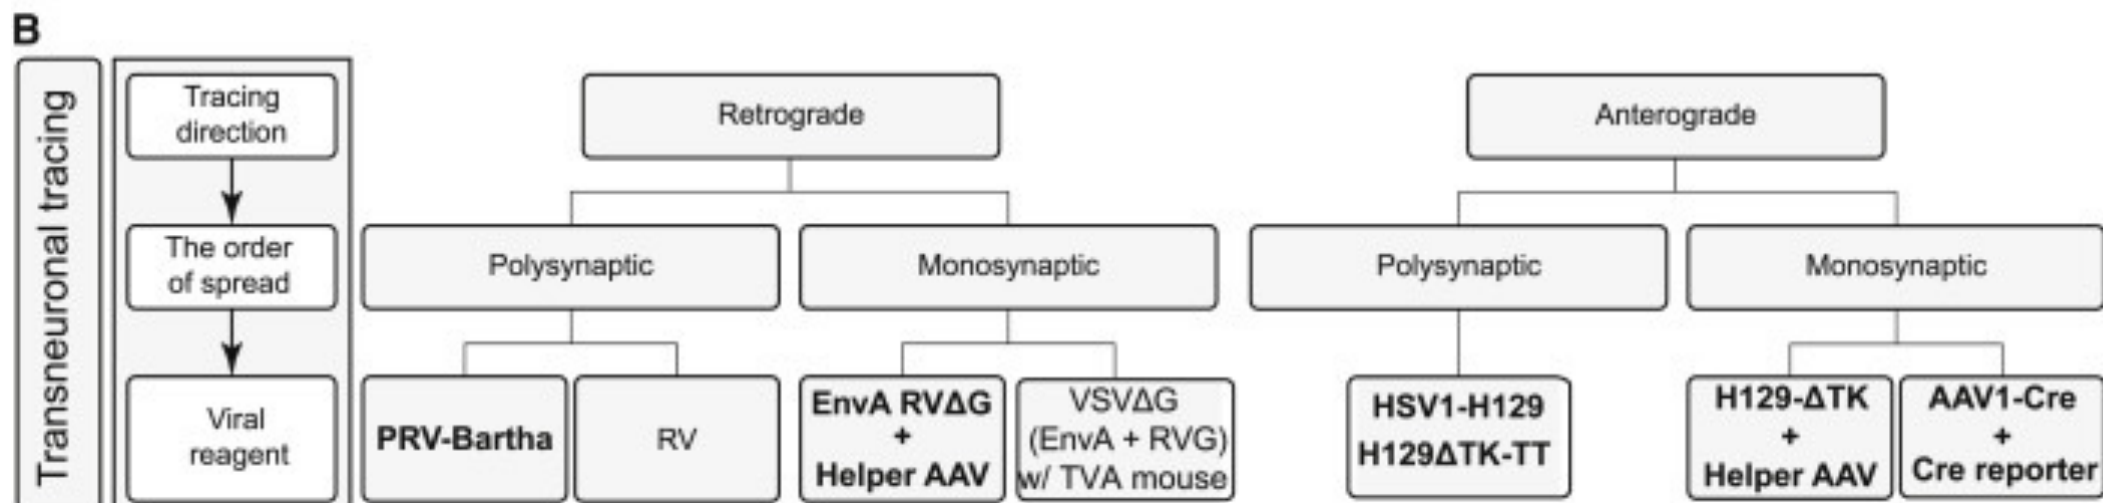 B
Transneuronal tracing
Tracing
direction
Retrograde
Anterograde
The order
of spread
Polysynaptic
Monosynaptic
Polysynaptic
Monosynaptic
Viral
reagent
PRV-Bartha
RV
EnvA RVΔG
+
Helper AAV
VSVΔG
(EnvA + RVG)
w/ TVA mouse
HSV1-H129
H129ΔTK-TT
H129-ΔTK
+
Helper AAV
AAV1-Cre
+
Cre reporter